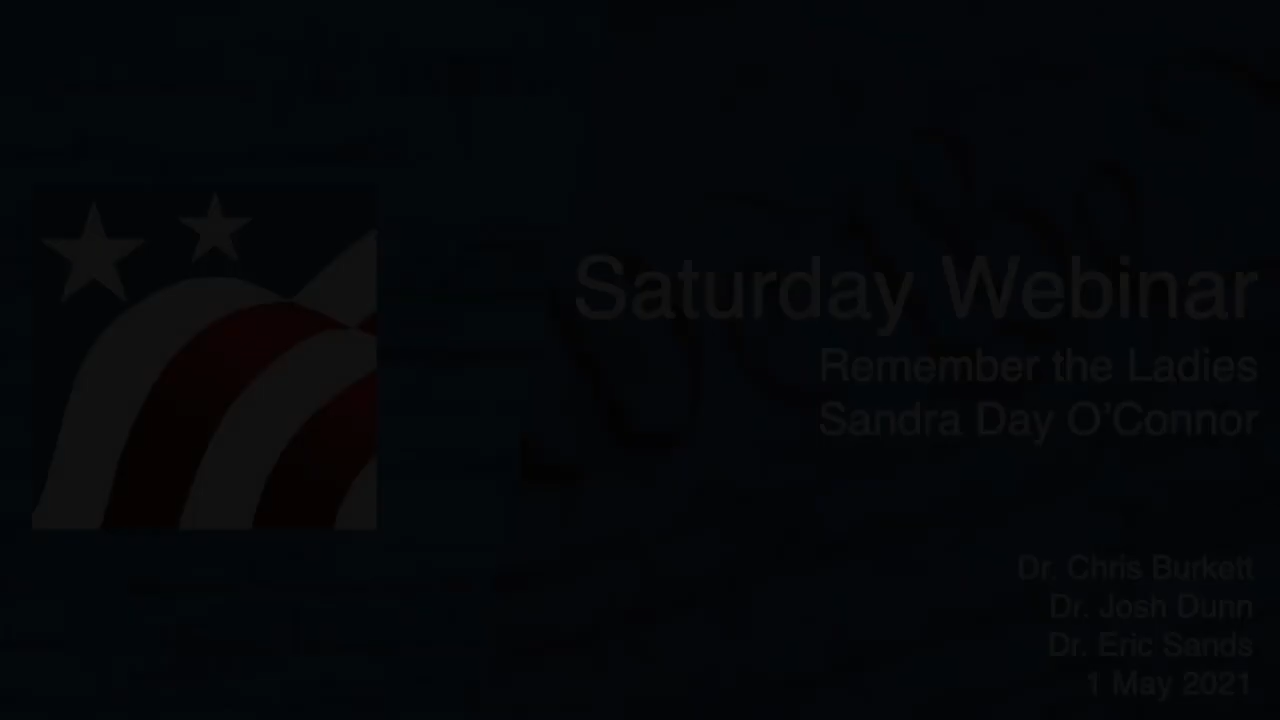 Saturday Webinar
Remember the Ladies
Sandra Day O'Connor
Dr. Chris Burkett
Dr. Josh Dunn
Dr. Eric Sands
1 May 2021